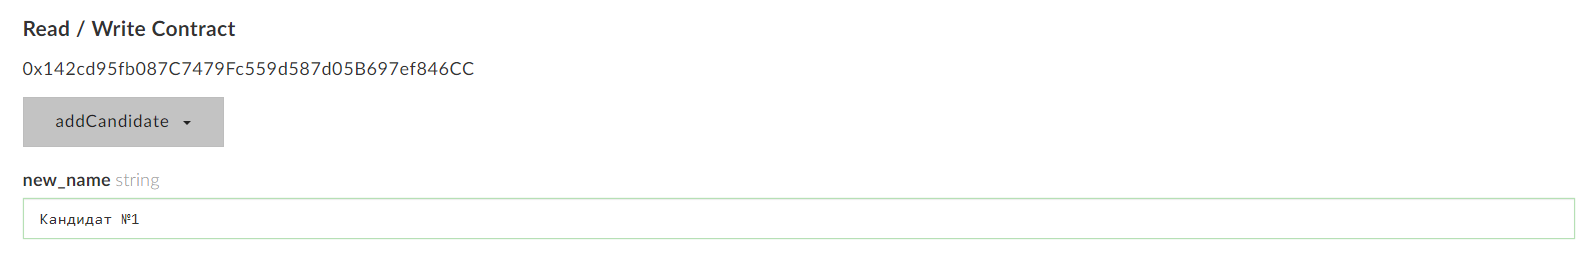 Read / Write Contract
0x142cd95fb087C7479Fc559d587d05B697ef846CC
addCandidate
new_name string
Кандидат №1